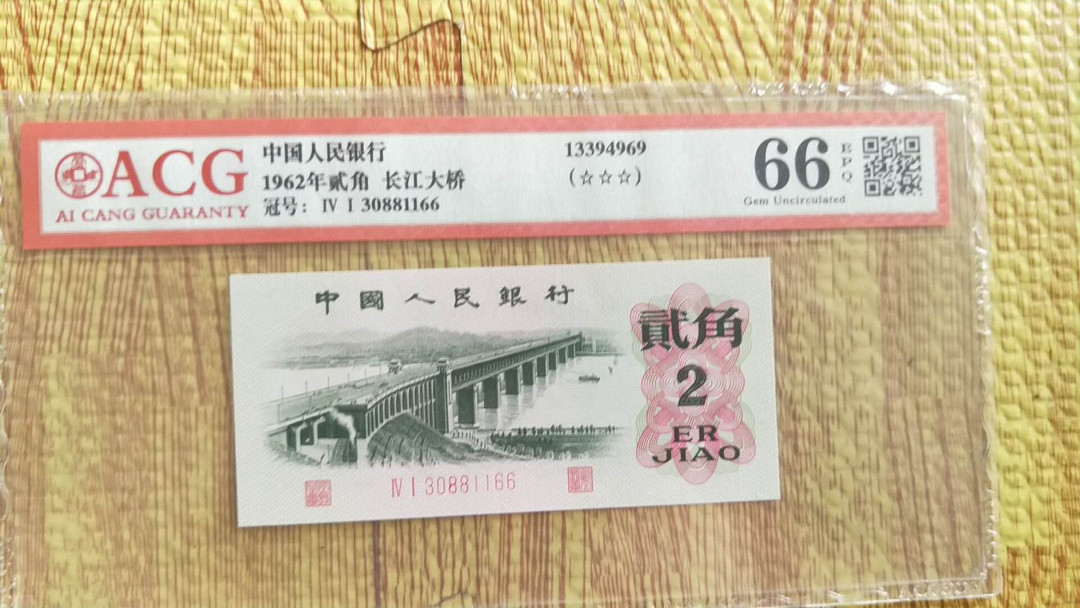 ACG
AI CANG GUARANTY
中国人民银行
1962年贰角 长江大桥
冠号: Ⅳ Ⅰ 30881166
13394969
(☆☆☆)
66
EPQ
Gem Uncirculated
中國人民銀行
貳角
2
ER
JIAO
Ⅳ Ⅰ 30881166